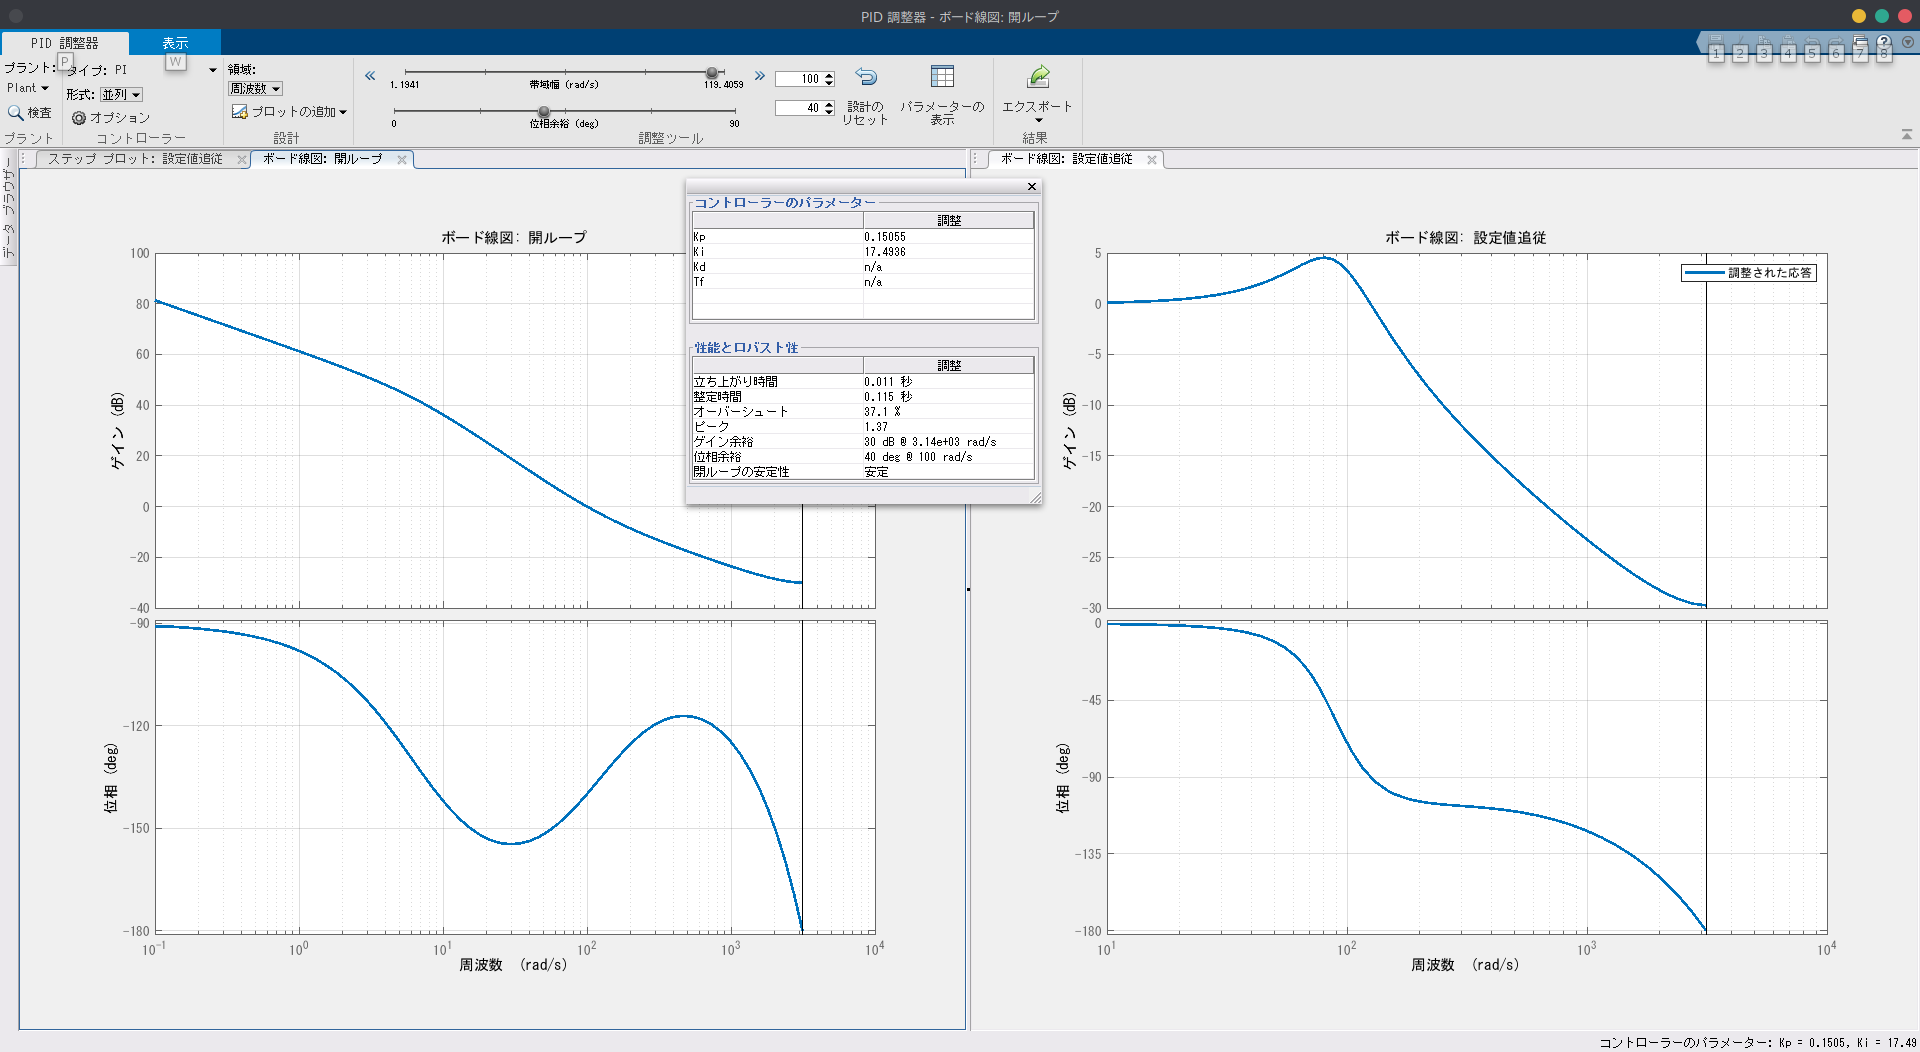 PID 調整器 - ボード線図: 開ループ
PID 調整器
表示
P
W
1 2 3 4 5 6 7 8
プラント:
Plant
検査
プラント
タイプ: PI
形式: 並列
オプション
コントローラー
領域:
周波数
プロットの追加
設計
1.1941
帯域幅 (rad/s)
119.4059
0
位相余裕 (deg)
90
100
40
設計の
リセット
パラメーターの
表示
調整ツール
エクスポート
結果
データ ブラウザー
ステップ プロット: 設定値追従
ボード線図: 開ループ
ボード線図: 設定値追従
ボード線図: 開ループ
100
80
60
40
20
0
-20
-40
ゲイン (dB)
-90
-120
-150
-180
位相 (deg)
10-1
100
101
102
103
104
周波数 (rad/s)
コントローラーのパラメーター
調整
Kp 0.15055
Ki 17.4936
Kd n/a
Tf n/a
性能とロバスト性
調整
立ち上がり時間 0.011 秒
整定時間 0.115 秒
オーバーシュート 37.1 %
ピーク 1.37
ゲイン余裕 30 dB @ 3.14e+03 rad/s
位相余裕 40 deg @ 100 rad/s
閉ループの安定性 安定
ボード線図: 設定値追従
調整された応答
5
0
-5
-10
-15
-20
-25
-30
ゲイン (dB)
0
-45
-90
-135
-180
位相 (deg)
101
102
103
104
周波数 (rad/s)
コントローラーのパラメーター: Kp = 0.1505, Ki = 17.49